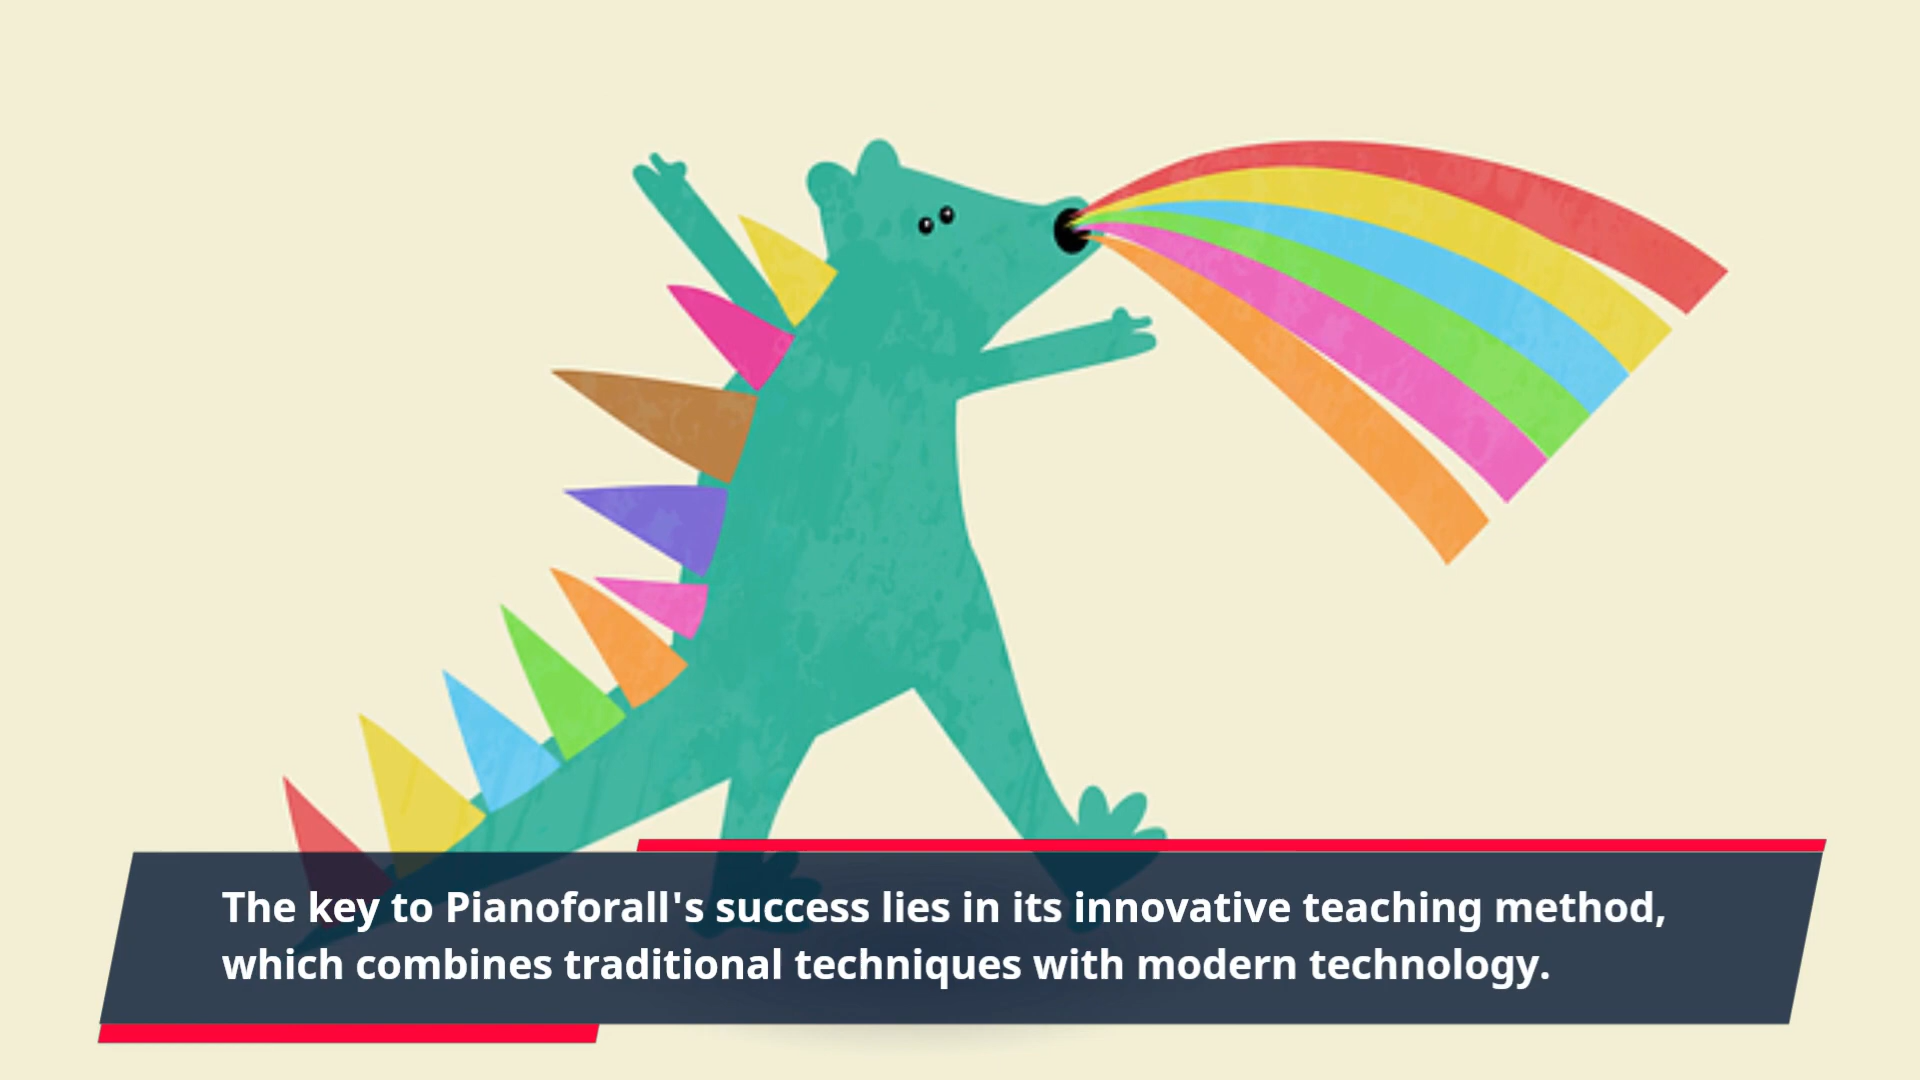 The key to Pianoforall's success lies in its innovative teaching method,
which combines traditional techniques with modern technology.